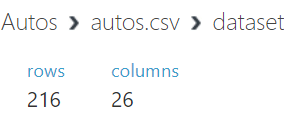 Autos ❯ autos.csv ❯ dataset
rows columns
216 26